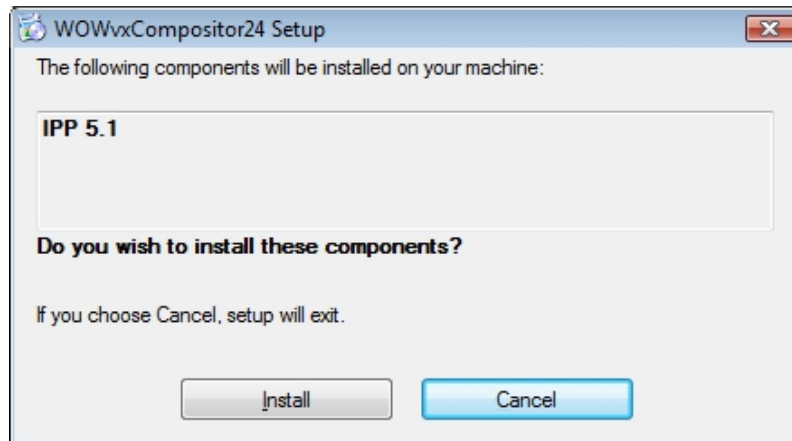 WOWvxCompositor24 Setup
The following components will be installed on your machine:
IPP 5.1
Do you wish to install these components?
If you choose Cancel, setup will exit.
Install
Cancel